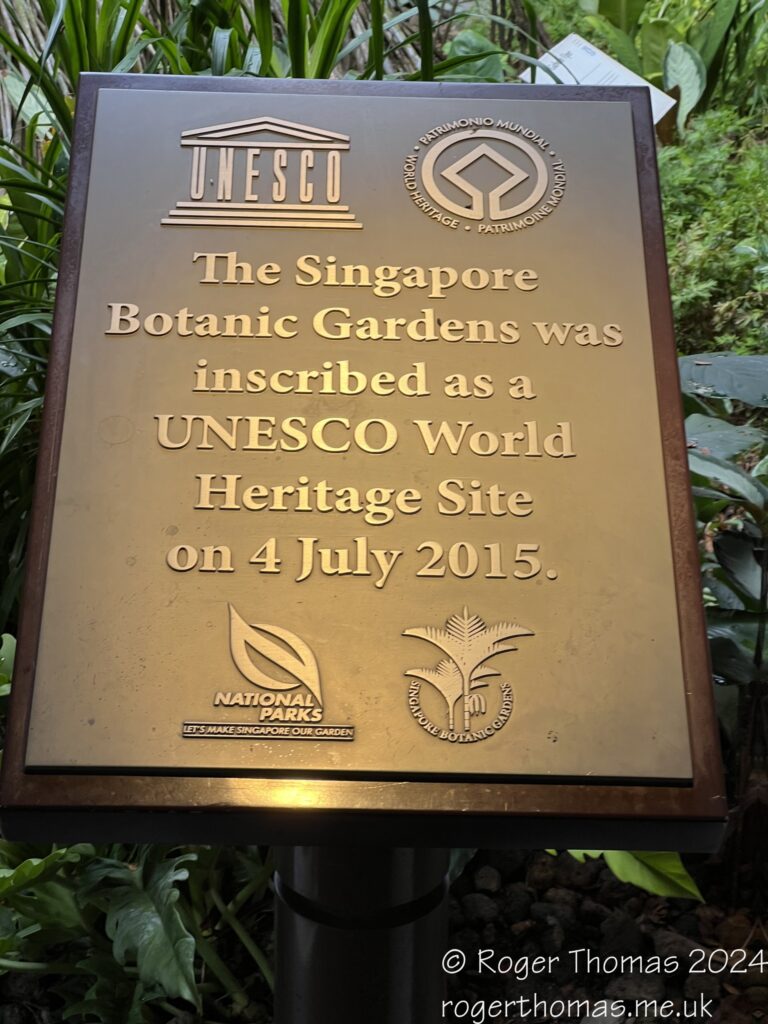 UNESCO
PATRIMONIO MUNDIAL • WORLD HERITAGE • PATRIMOINE MONDIAL •
The Singapore
Botanic Gardens was
inscribed as a
UNESCO World
Heritage Site
on 4 July 2015.
NATIONAL
PARKS
LET'S MAKE SINGAPORE OUR GARDEN
SINGAPORE BOTANIC GARDENS
© Roger Thomas 2024
rogerthomas.me.uk